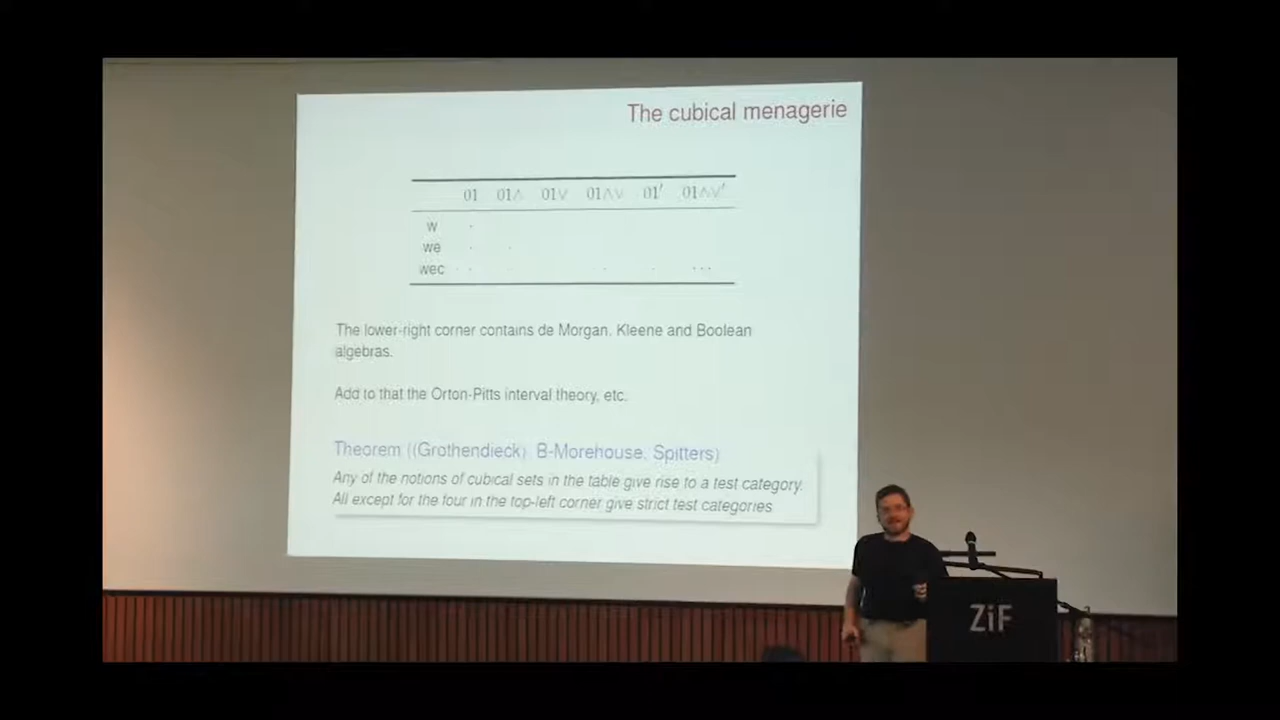 The cubical menagerie
01 01∧ 01∨ 01∧∨ 01′ 01∧∨′
w ·
we · ·
wec · · · · ···
The lower-right corner contains de Morgan, Kleene and Boolean
algebras.
Add to that the Orton-Pitts interval theory, etc.
Theorem ((Grothendieck), B-Morehouse, Spitters)
Any of the notions of cubical sets in the table give rise to a test category.
All except for the four in the top-left corner give strict test categories
ZiF